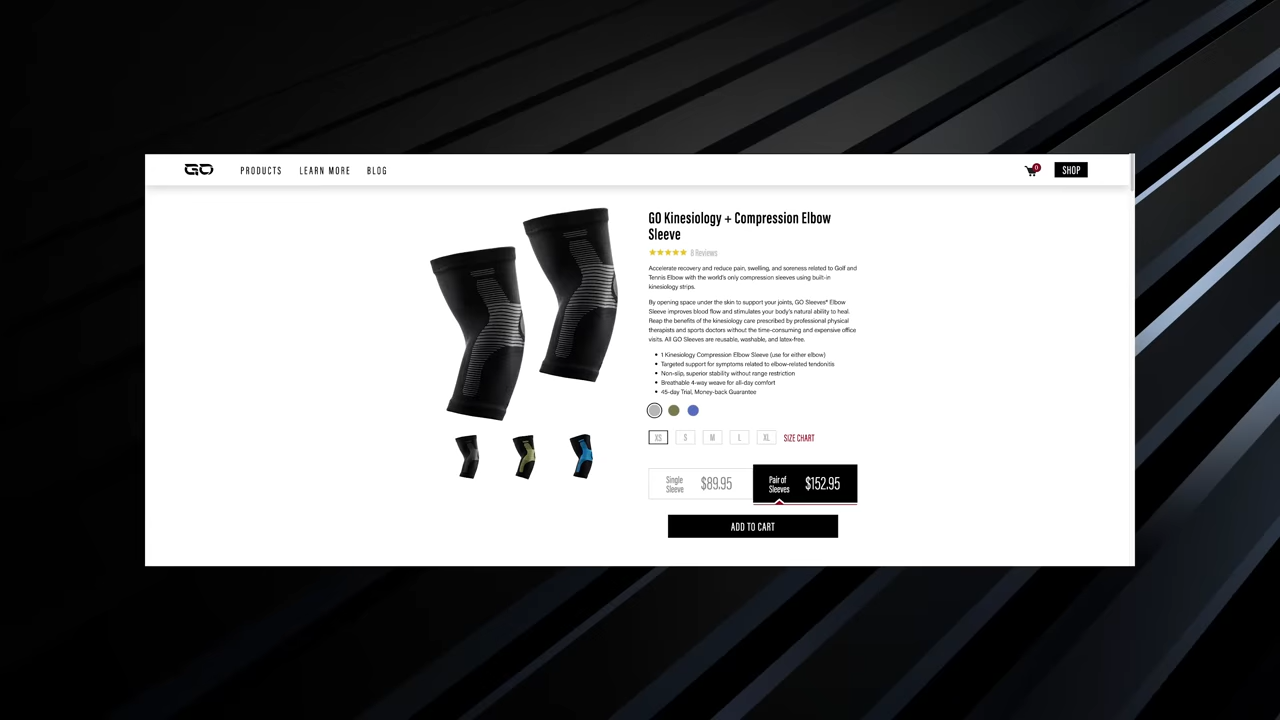 GO
PRODUCTS LEARN MORE BLOG
0
SHOP
GO Kinesiology + Compression Elbow
Sleeve
8 Reviews
Accelerate recovery and reduce pain, swelling, and soreness related to Golf and
Tennis Elbow with the world's only compression sleeves using built-in
kinesiology strips.
By opening space under the skin to support your joints, GO Sleeves® Elbow
Sleeve improves blood flow and stimulates your body's natural ability to heal.
Reap the benefits of the kinesiology care prescribed by professional physical
therapists and sports doctors without the time-consuming and expensive office
visits. All GO Sleeves are reusable, washable, and latex-free.
1 Kinesiology Compression Elbow Sleeve (use for either elbow)
Targeted support for symptoms related to elbow-related tendonitis
Non-slip, superior stability without range restriction
Breathable 4-way weave for all-day comfort
45-day Trial, Money-back Guarantee
XS S M L XL SIZE CHART
Single
Sleeve
$89.95
Pair of
Sleeves
$152.95
ADD TO CART